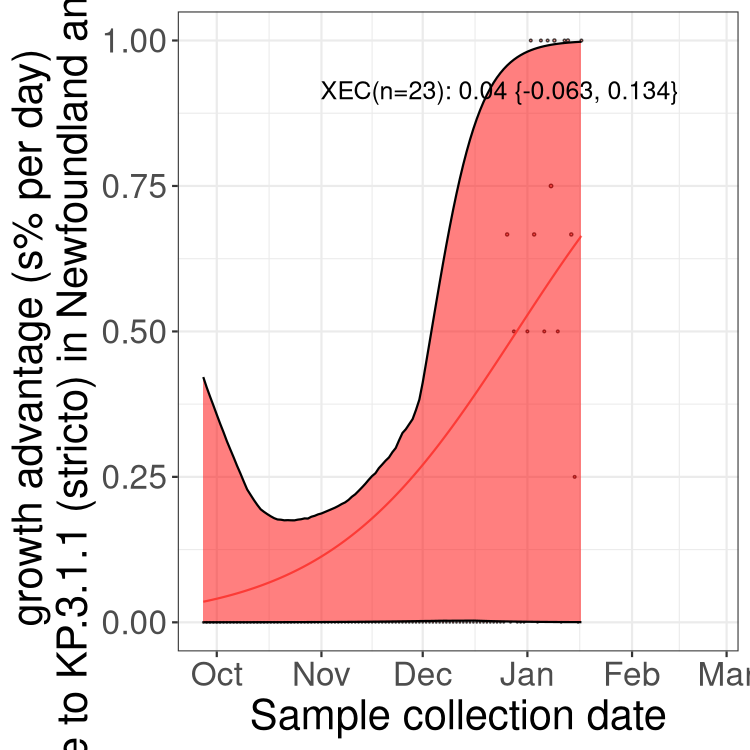 growth advantage (s% per day)
to KP.3.1.1 (stricto) in Newfoundland
1.00
0.75
0.50
0.25
0.00
XEC(n=23): 0.04 {-0.063, 0.134}
Oct Nov Dec Jan Feb Mar
Sample collection date